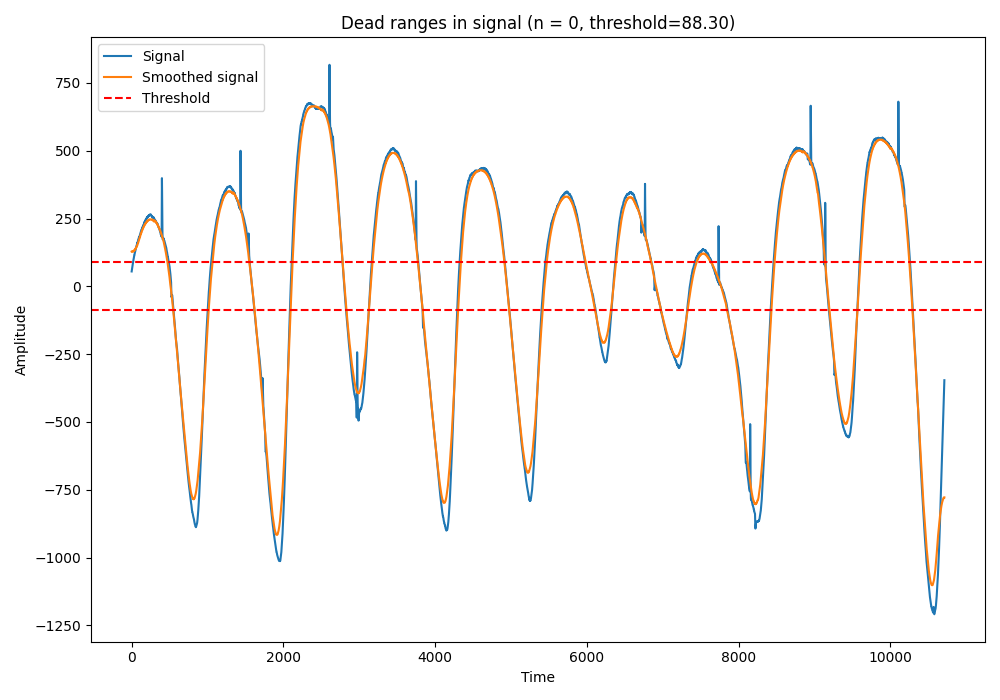 Dead ranges in signal (n = 0, threshold=88.30)
Signal
Smoothed signal
Threshold
750
500
250
0
−250
−500
−750
−1000
−1250
Amplitude
0 2000 4000 6000 8000 10000
Time